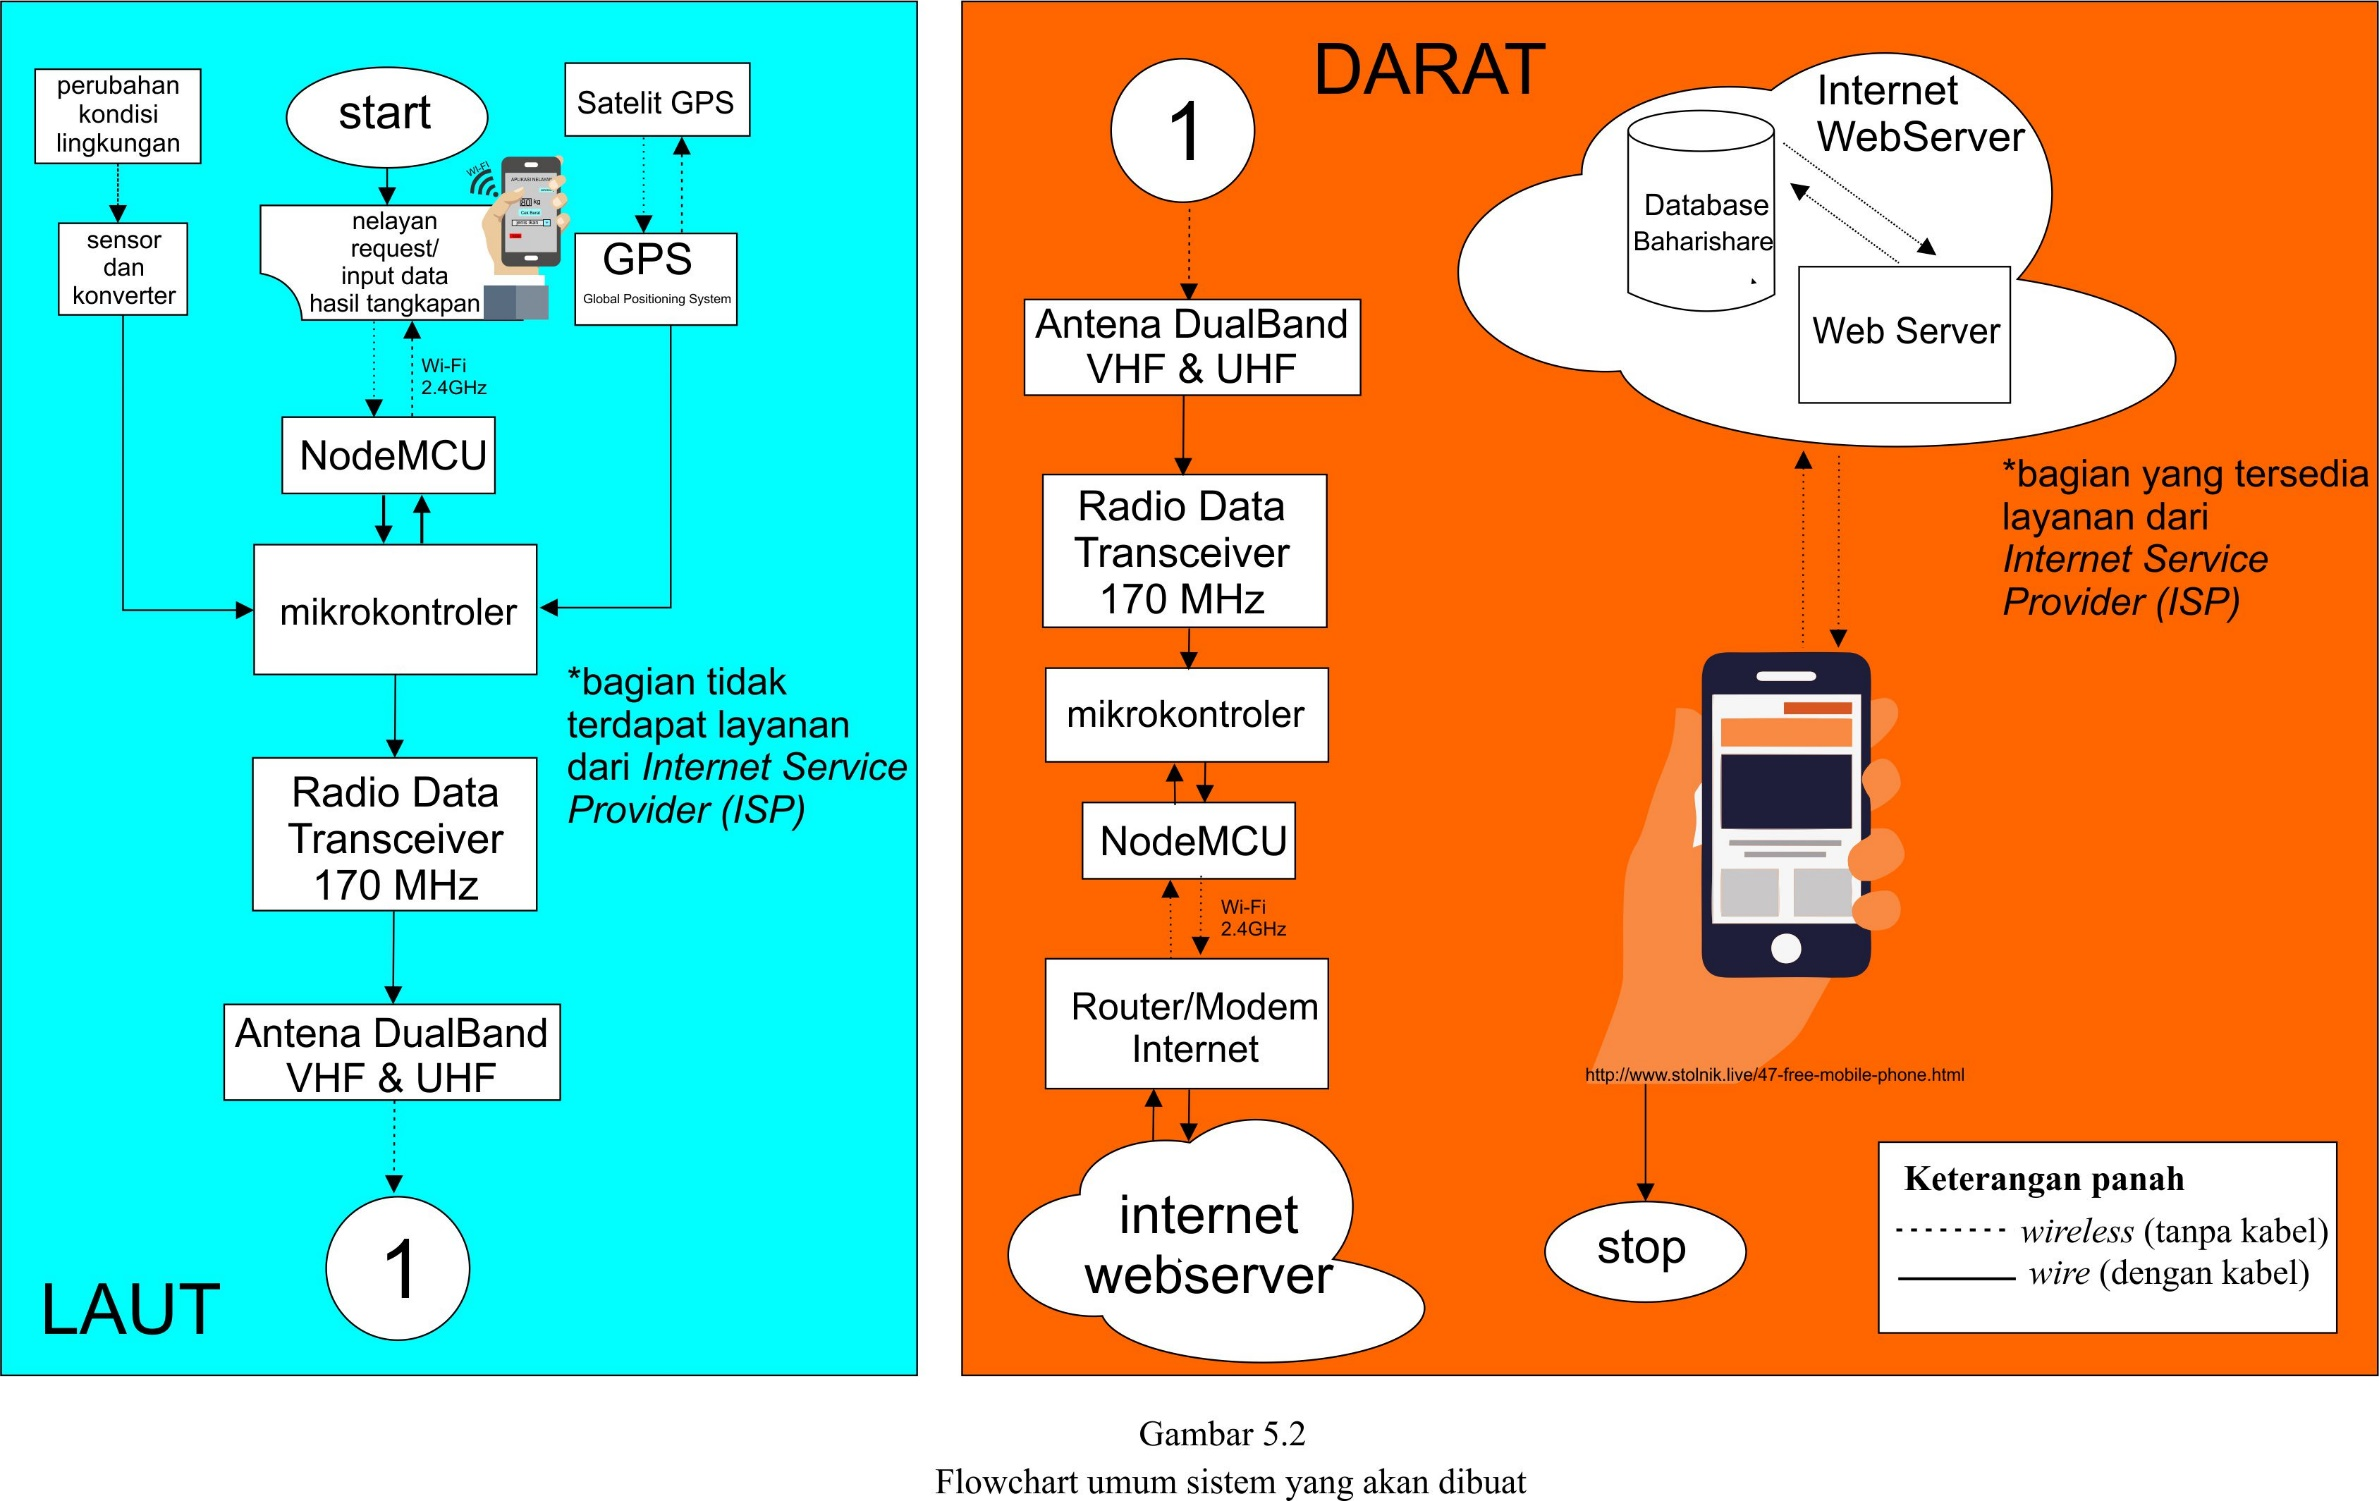 perubahan
kondisi
lingkungan
start
Satelit GPS
sensor
dan
konverter
nelayan
request/
input data
hasil tangkapan
WI-FI
kg
GPS
Global Positioning System
Wi-Fi
2.4GHz
NodeMCU
mikrokontroler
*bagian tidak
terdapat layanan
dari Internet Service
Provider (ISP)
Radio Data
Transceiver
170 MHz
Antena DualBand
VHF & UHF
1
LAUT
DARAT
1
Antena DualBand
VHF & UHF
Radio Data
Transceiver
170 MHz
mikrokontroler
NodeMCU
Wi-Fi
2.4GHz
Router/Modem
Internet
internet
webserver
Internet
WebServer
Database
Baharishare
Web Server
*bagian yang tersedia
layanan dari
Internet Service
Provider (ISP)
http://www.stolnik.live/47-free-mobile-phone.html
stop
Keterangan panah
wireless (tanpa kabel)
wire (dengan kabel)
Gambar 5.2
Flowchart umum sistem yang akan dibuat